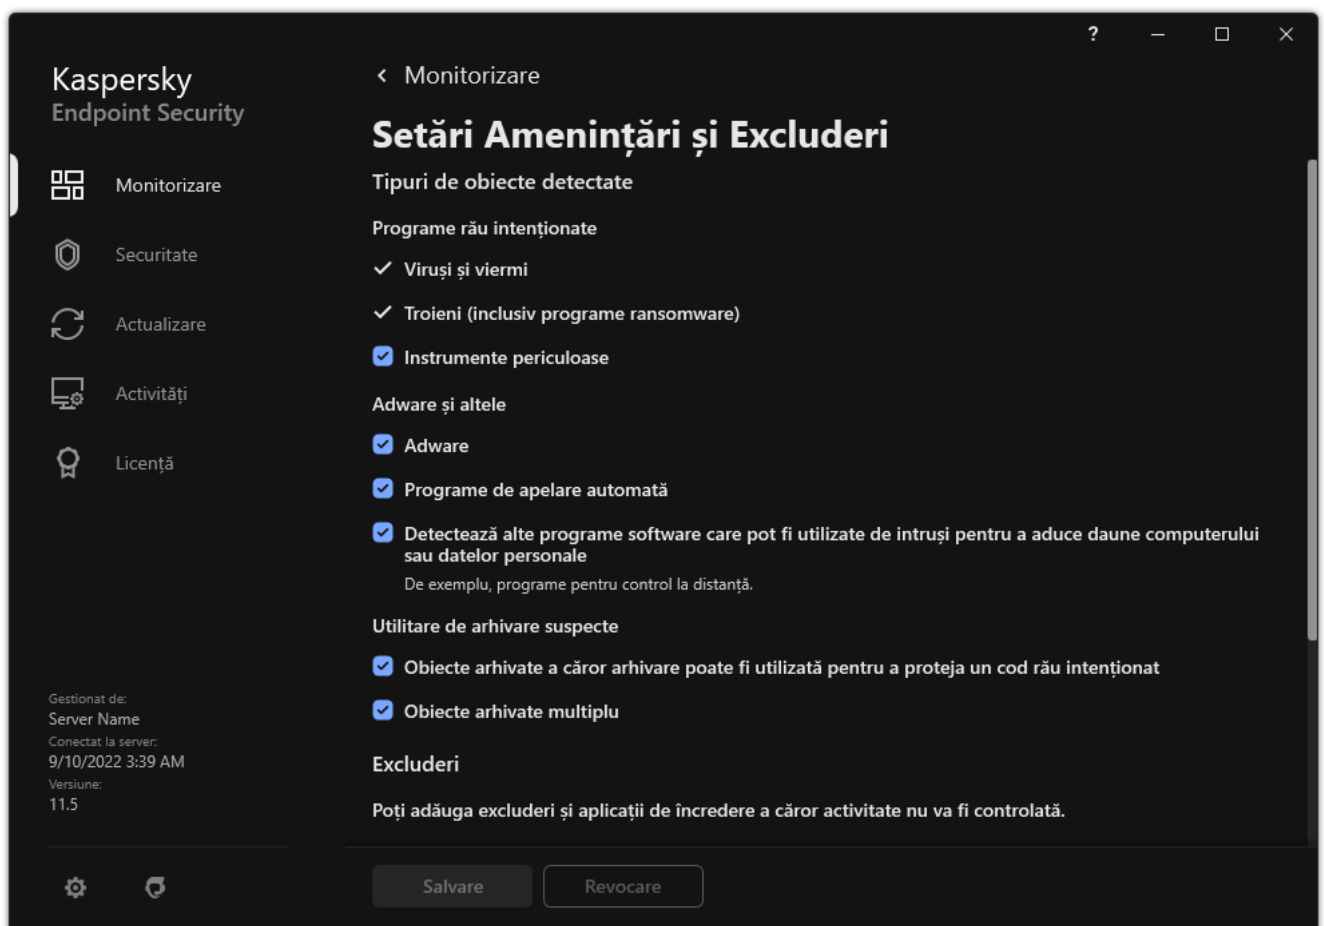 ?
Kaspersky
Endpoint Security
Monitorizare
Securitate
Actualizare
Activități
Licență
Gestionat de:
Server Name
Conectat la server:
9/10/2022 3:39 AM
Versiune:
11.5
Monitorizare
Setări Amenințări și Excluderi
Tipuri de obiecte detectate
Programe rău intenționate
Viruși și viermi
Troieni (inclusiv programe ransomware)
Instrumente periculoase
Adware și altele
Adware
Programe de apelare automată
Detectează alte programe software care pot fi utilizate de intruși pentru a aduce daune computerului
sau datelor personale
De exemplu, programe pentru control la distanță.
Utilitare de arhivare suspecte
Obiecte arhivate a căror arhivare poate fi utilizată pentru a proteja un cod rău intenționat
Obiecte arhivate multiplu
Excluderi
Poți adăuga excluderi și aplicații de încredere a căror activitate nu va fi controlată.
Salvare
Revocare